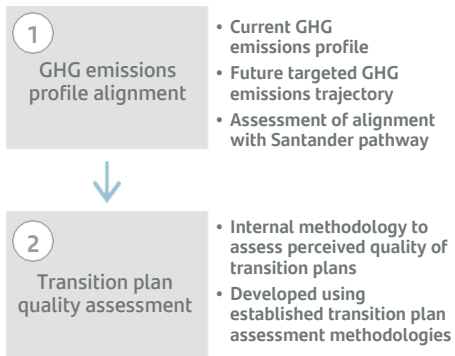 1
GHG emissions
profile alignment
• Current GHG
emissions profile
• Future targeted GHG
emissions trajectory
• Assessment of alignment
with Santander pathway
2
Transition plan
quality assessment
• Internal methodology to
assess perceived quality of
transition plans
• Developed using
established transition plan
assessment methodologies